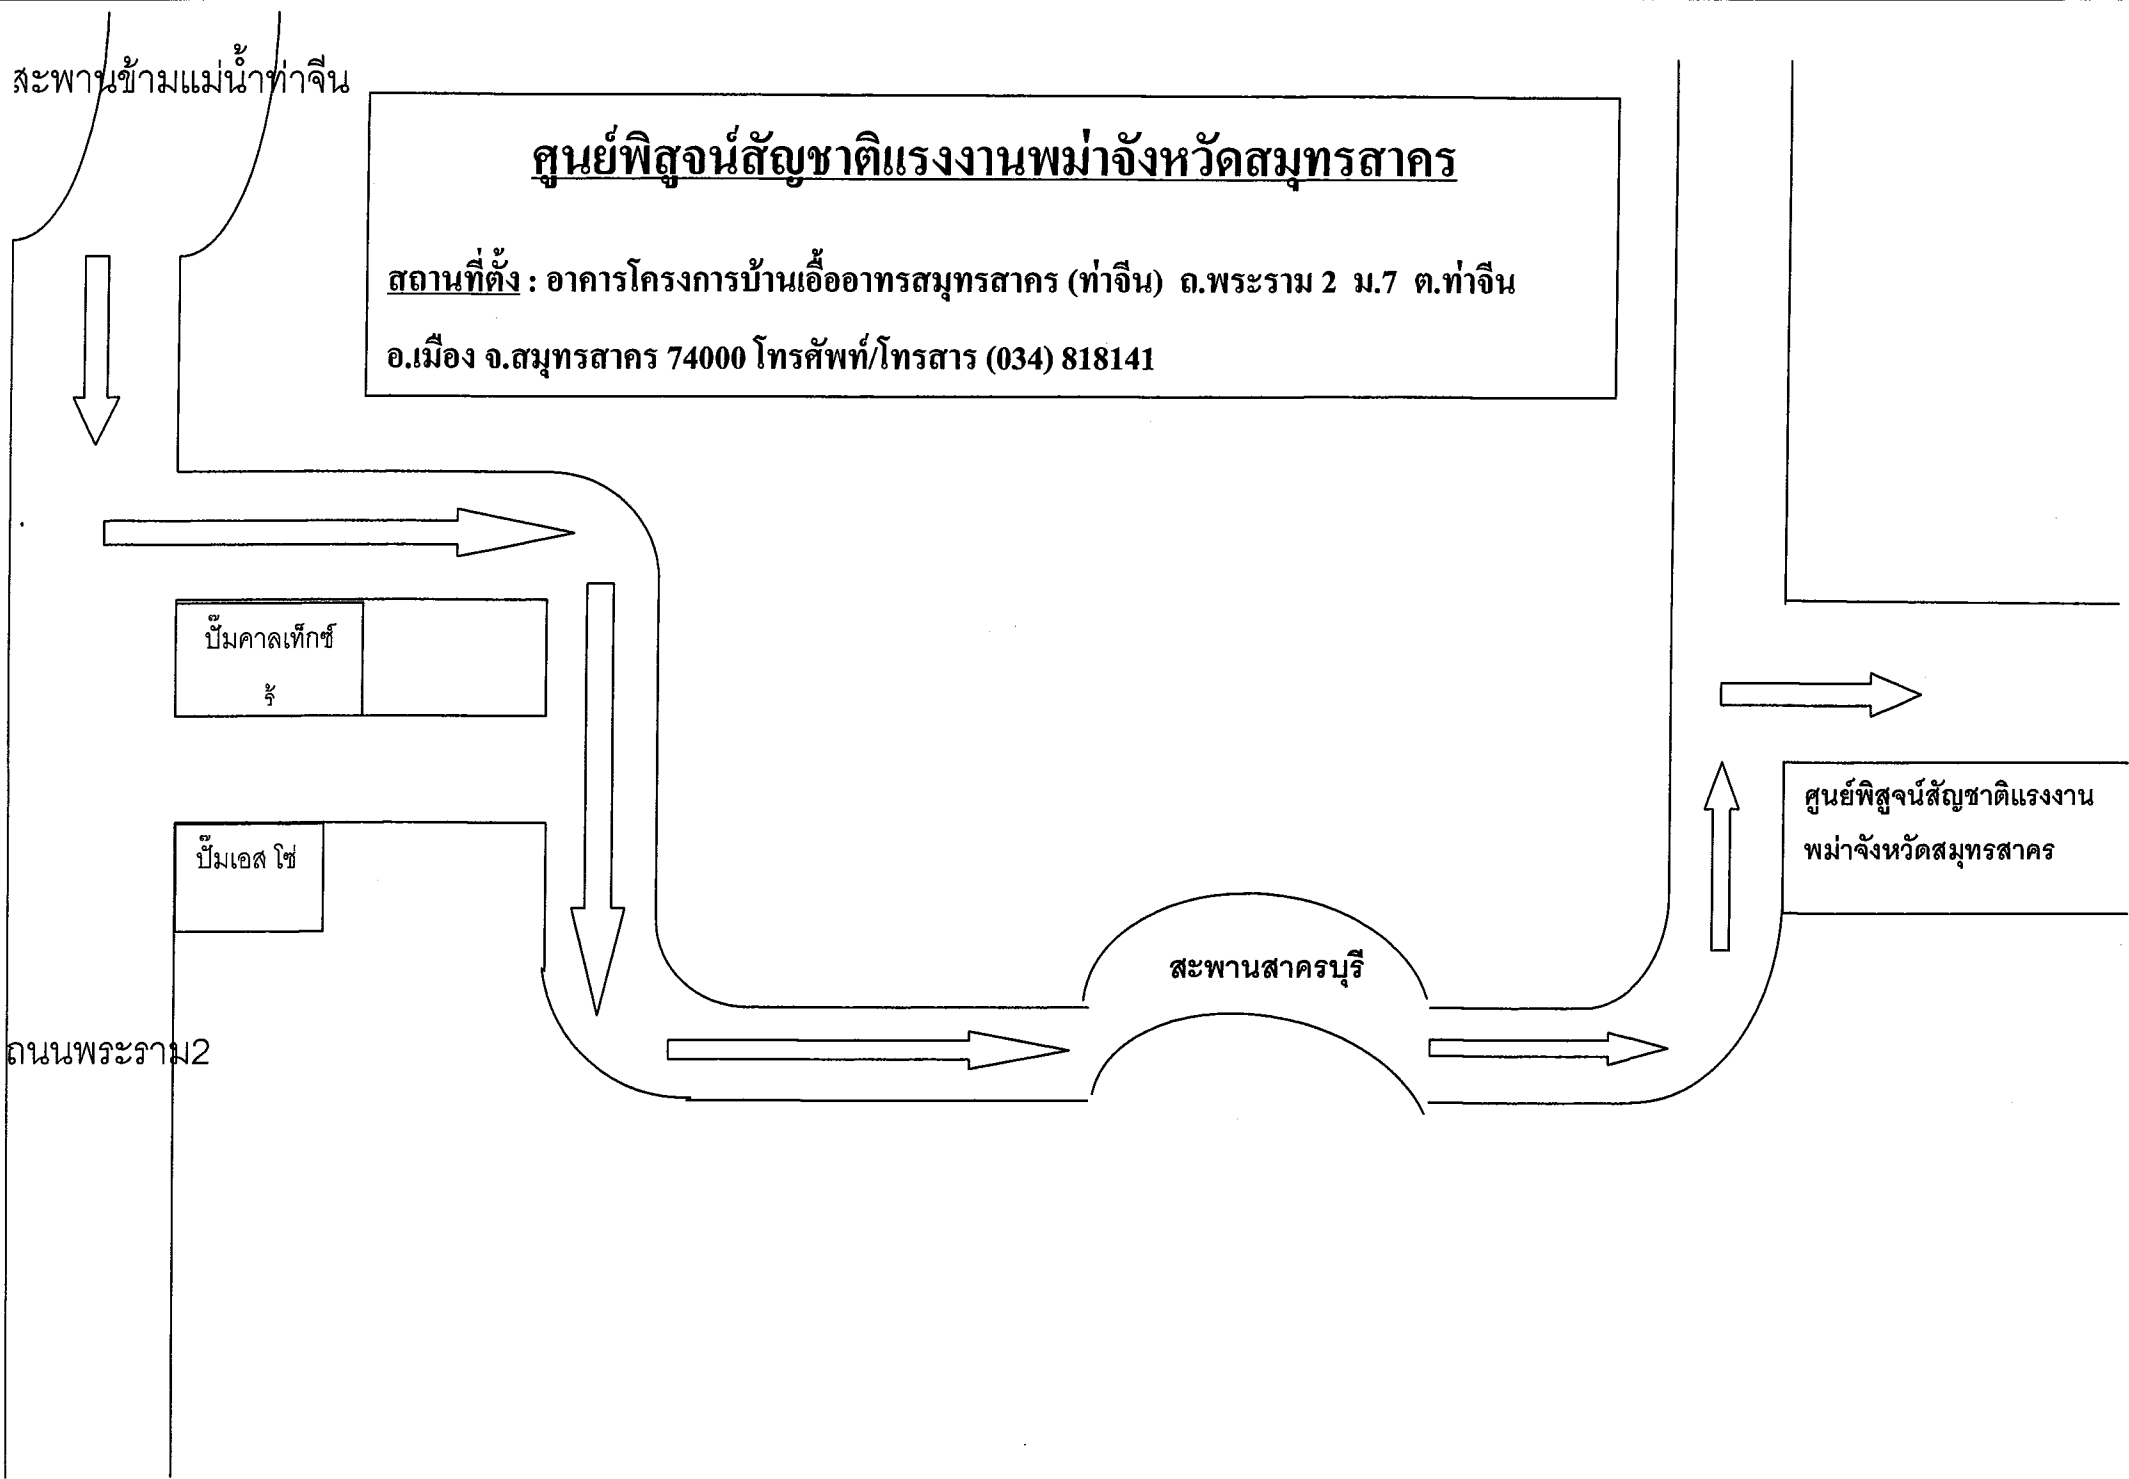 สะพานข้ามแม่น้ำท่าจีน
ศูนย์พิสูจน์สัญชาติแรงงานพม่าจังหวัดสมุทรสาคร
สถานที่ตั้ง : อาคารโครงการบ้านเอื้ออาทรสมุทรสาคร (ท่าจีน) ถ.พระราม 2 ม.7 ต.ท่าจีน
อ.เมือง จ.สมุทรสาคร 74000 โทรศัพท์/โทรสาร (034) 818141
ปั๊มคาลเท็กซ์
ร้
ปั๊มเอส โซ่
ศูนย์พิสูจน์สัญชาติแรงงาน
พม่าจังหวัดสมุทรสาคร
สะพานสาครบุรี
ถนนพระราม2